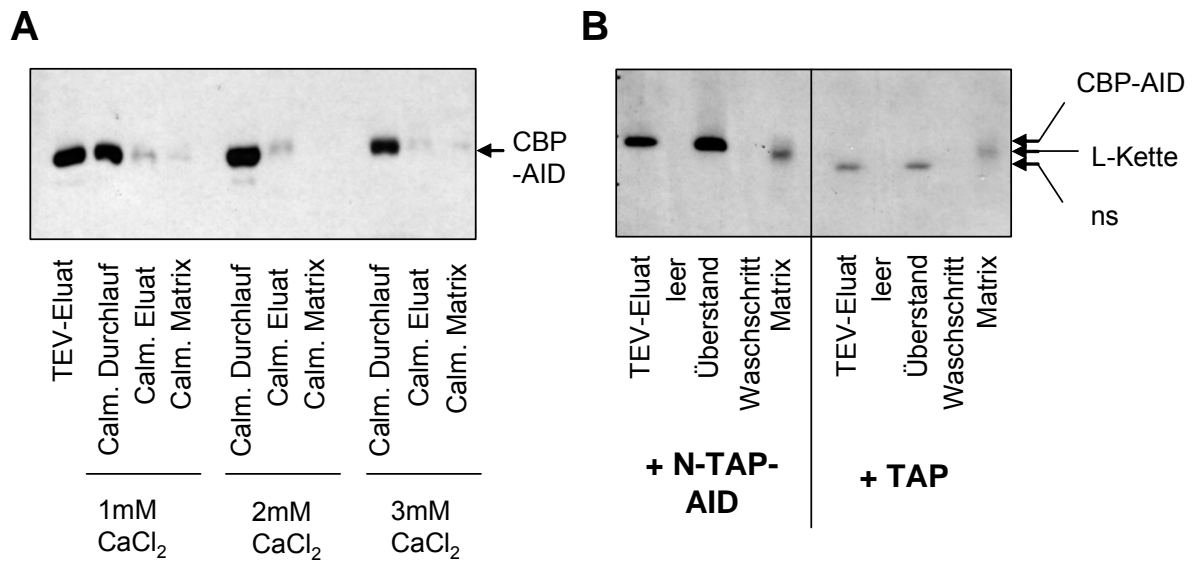 A
CBP
-AID
TEV-Eluat
Calm. Durchlauf
Calm. Eluat
Calm. Matrix
Calm. Durchlauf
Calm. Eluat
Calm. Matrix
Calm. Durchlauf
Calm. Eluat
Calm. Matrix
1mM
CaCl₂
2mM
CaCl₂
3mM
CaCl₂
B
CBP-AID
L-Kette
ns
TEV-Eluat
leer
Überstand
Waschschritt
Matrix
TEV-Eluat
leer
Überstand
Waschschritt
Matrix
+ N-TAP-
AID
+ TAP